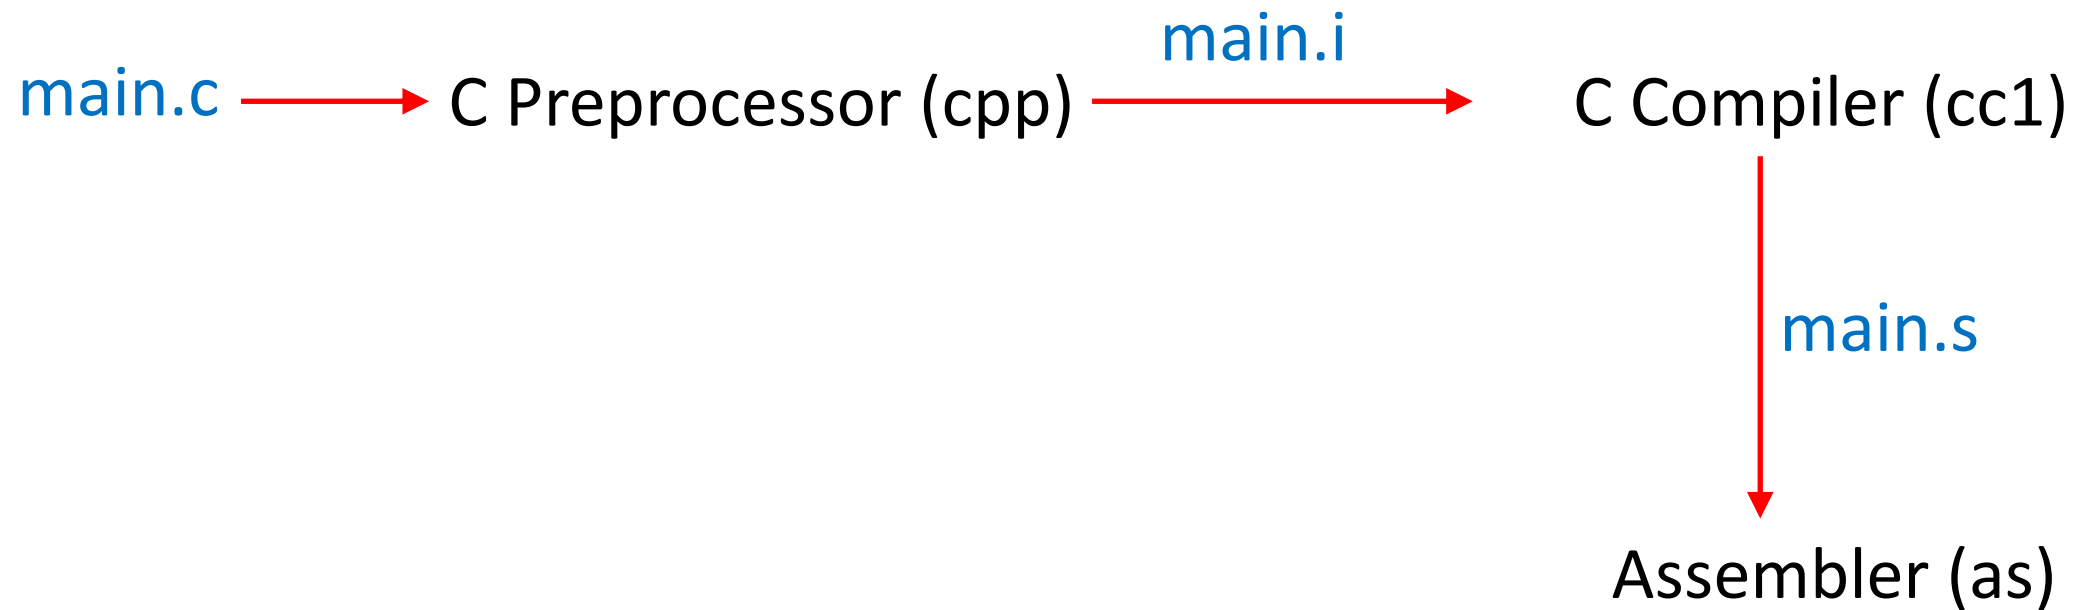 main.c
C Preprocessor (cpp)
main.i
C Compiler (cc1)
main.s
Assembler (as)